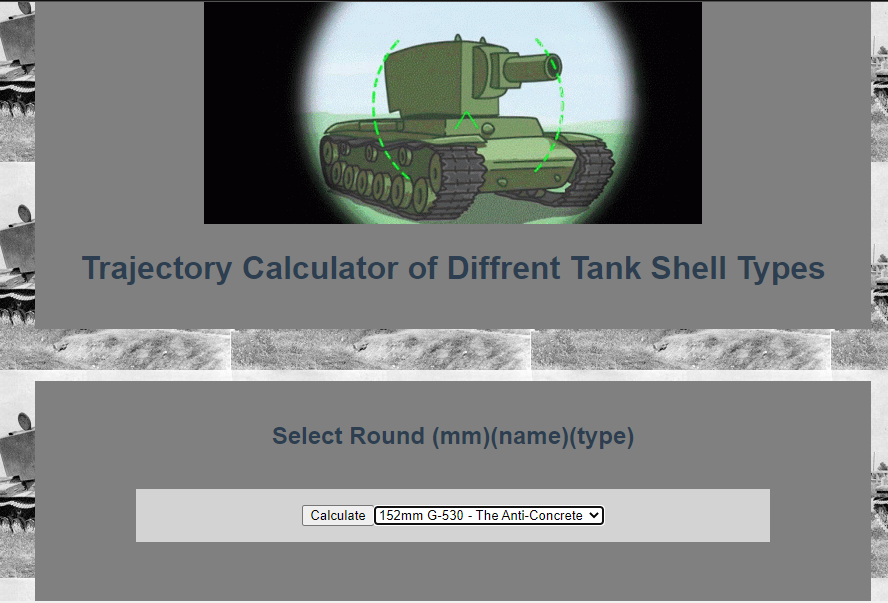 Trajectory Calculator of Diffrent Tank Shell Types
Select Round (mm)(name)(type)
Calculate 152mm G-530 - The Anti-Concrete